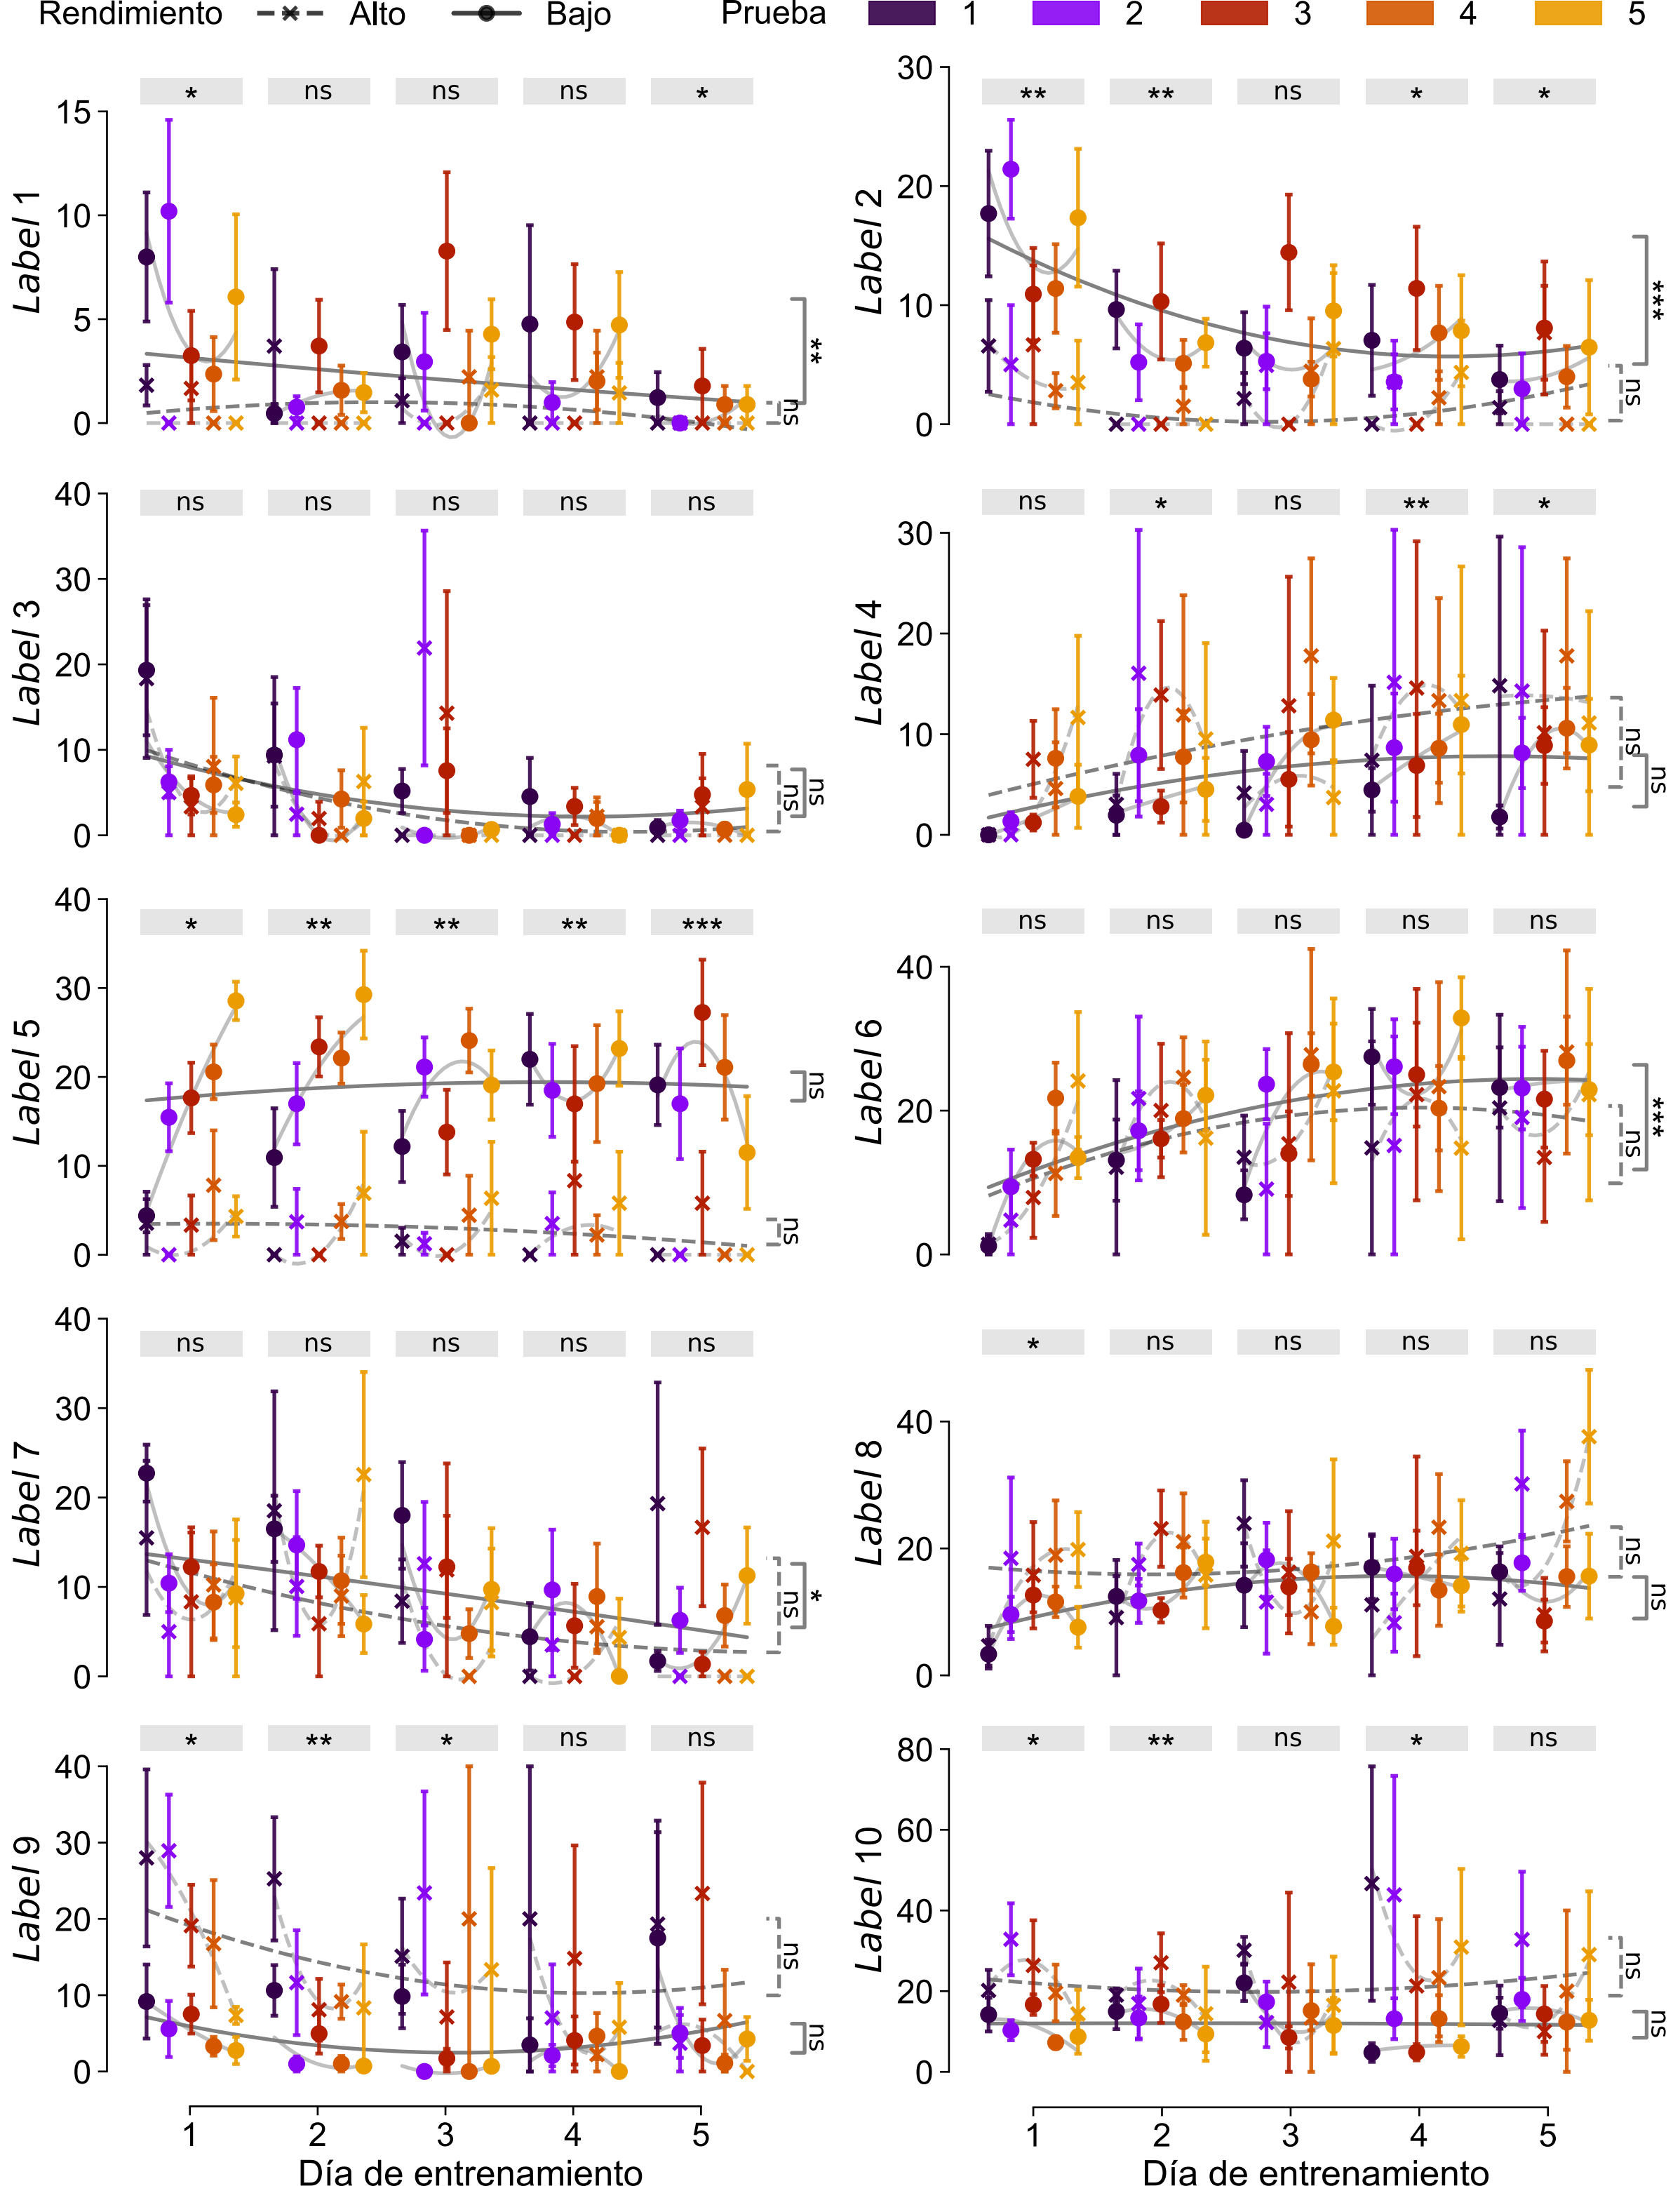 Rendimiento Alto Bajo Prueba 1 2 3 4 5
* ns ns ns *
15
10
5
0
Label 1
**
ns
** ** ns * *
30
20
10
0
Label 2
***
ns
ns ns ns ns ns
40
30
20
10
0
Label 3
ns
ns
ns * ns ** *
30
20
10
0
Label 4
ns
ns
* ** ** ** ***
40
30
20
10
0
Label 5
ns
ns
ns ns ns ns ns
40
20
0
Label 6
***
ns
ns ns ns ns ns
40
30
20
10
0
Label 7
*
ns
* ns ns ns ns
40
20
0
Label 8
ns
ns
* ** * ns ns
40
30
20
10
0
Label 9
ns
ns
1 2 3 4 5
Día de entrenamiento
* ** ns * ns
80
60
40
20
0
Label 10
ns
ns
1 2 3 4 5
Día de entrenamiento